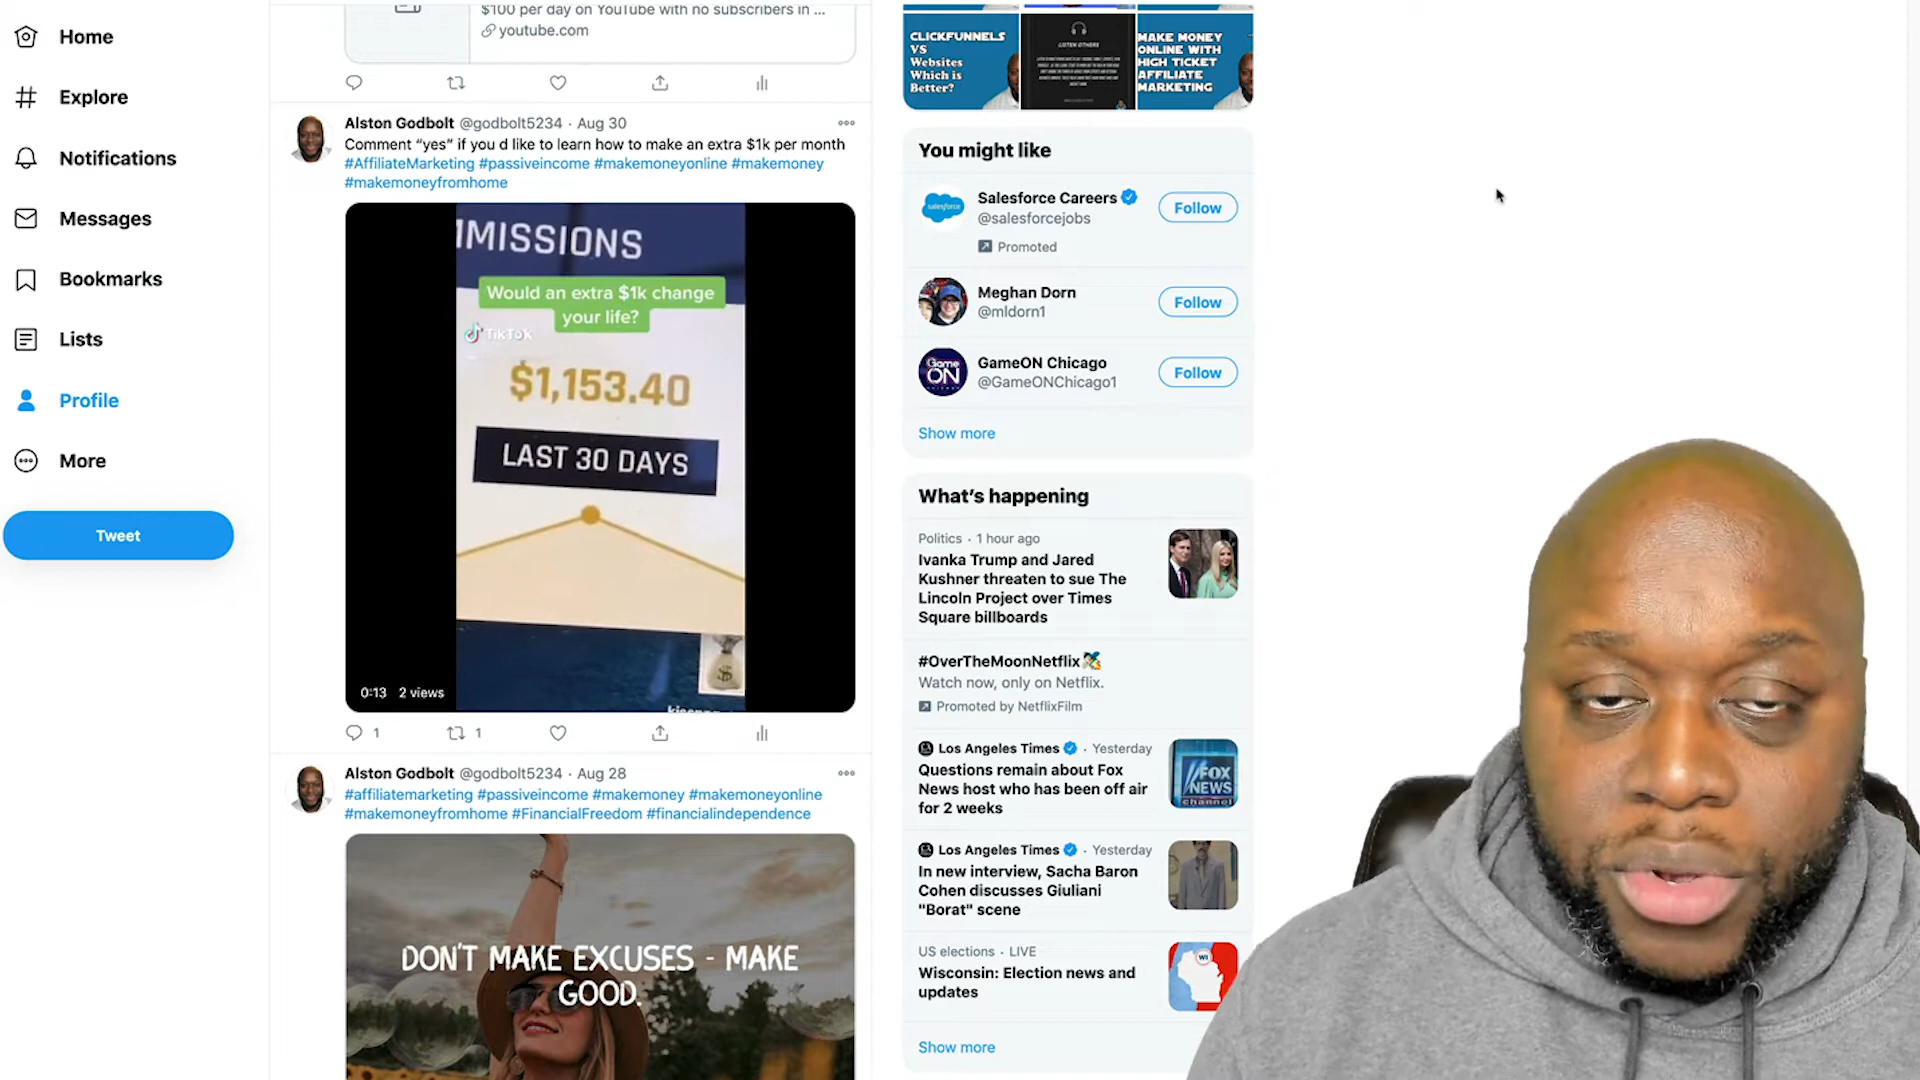 Home
Explore
Notifications
Messages
Bookmarks
Lists
Profile
More
Tweet
$100 per day on YouTube with no subscribers in ...
youtube.com
Alston Godbolt @godbolt5234 · Aug 30
Comment “yes” if you d like to learn how to make an extra $1k per month
#AffiliateMarketing #passiveincome #makemoneyonline #makemoney
#makemoneyfromhome
MMISSIONS
Would an extra $1k change
your life?
TikTok
$1,153.40
LAST 30 DAYS
0:13 2 views
1 1
Alston Godbolt @godbolt5234 · Aug 28
#affiliatemarketing #passiveincome #makemoney #makemoneyonline
#makemoneyfromhome #FinancialFreedom #financialindependence
DON'T MAKE EXCUSES - MAKE
GOOD.
CLICKFUNNELS
VS
Websites
Which is
Better?
LISTEN OTHERS
MAKE MONEY
ONLINE WITH
HIGH TICKET
AFFILIATE
MARKETING
You might like
salesforce
Salesforce Careers
@salesforcejobs
Promoted
Follow
Meghan Dorn
@mldorn1
Follow
Game
ON
GameON Chicago
@GameONChicago1
Follow
Show more
What’s happening
Politics · 1 hour ago
Ivanka Trump and Jared
Kushner threaten to sue The
Lincoln Project over Times
Square billboards
#OverTheMoonNetflix
Watch now, only on Netflix.
Promoted by NetflixFilm
Los Angeles Times · Yesterday
Questions remain about Fox
News host who has been off air
for 2 weeks
FOX
NEWS
channel
Los Angeles Times · Yesterday
In new interview, Sacha Baron
Cohen discusses Giuliani
"Borat" scene
US elections · LIVE
Wisconsin: Election news and
updates
WI
Show more